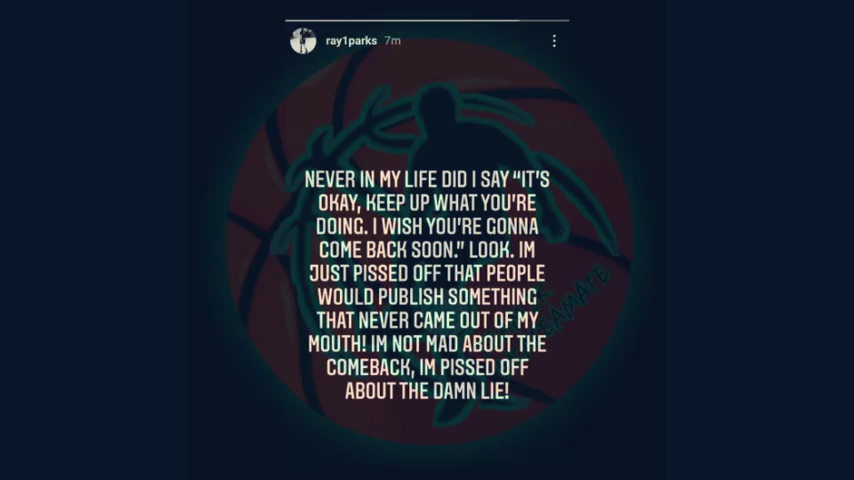 ray1parks 7m
NEVER IN MY LIFE DID I SAY “IT’S
OKAY, KEEP UP WHAT YOU’RE
DOING. I WISH YOU’RE GONNA
COME BACK SOON.” LOOK. IM
JUST PISSED OFF THAT PEOPLE
WOULD PUBLISH SOMETHING
THAT NEVER CAME OUT OF MY
MOUTH! IM NOT MAD ABOUT THE
COMEBACK, IM PISSED OFF
ABOUT THE DAMN LIE!